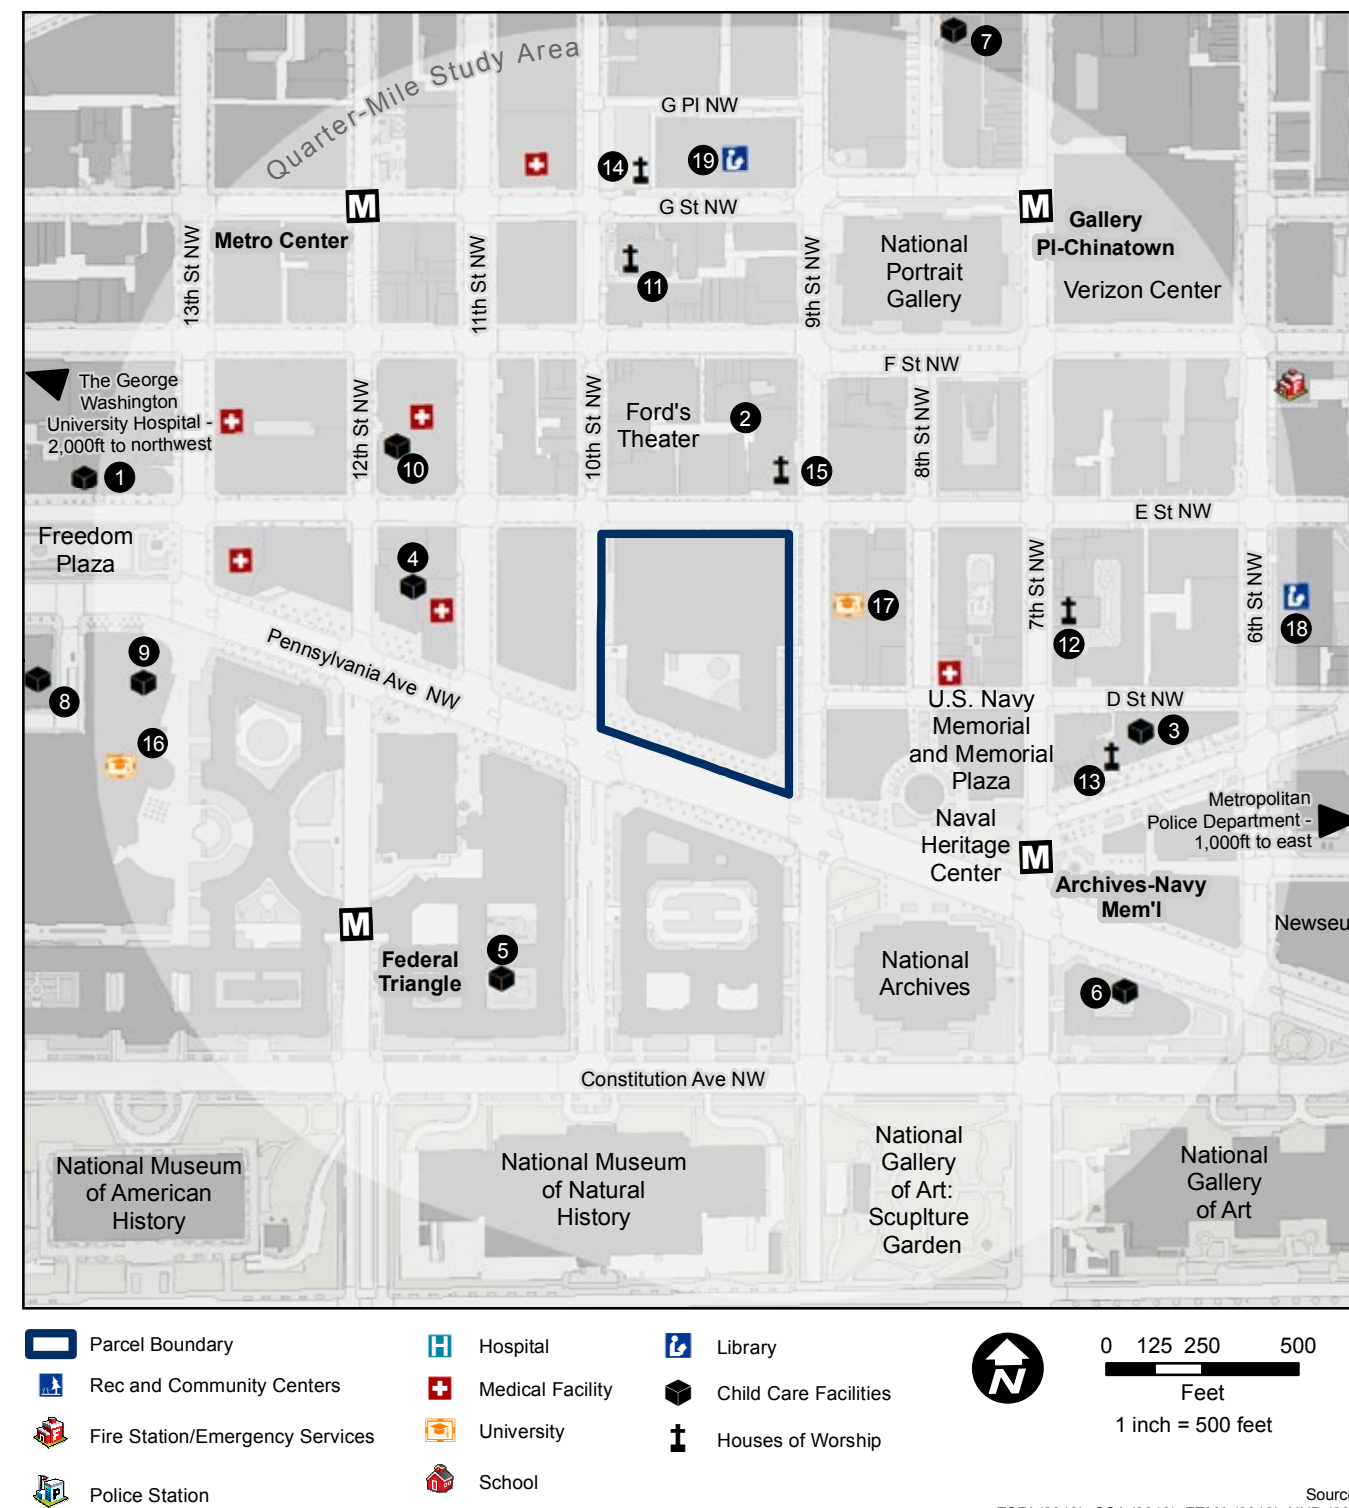 Quarter-Mile Study Area
7
G Pl NW
14
19
G St NW
M
Metro Center
M
Gallery
Pl-Chinatown
National
Portrait
Gallery
Verizon Center
13th St NW
11th St NW
11
9th St NW
F St NW
The George
Washington
University Hospital -
2,000ft to northwest
1
12th St NW
10
10th St NW
Ford's
Theater
2
15
8th St NW
E St NW
Freedom
Plaza
4
17
7th St NW
12
6th St NW
18
Pennsylvania Ave NW
9
8
16
U.S. Navy
Memorial
and Memorial
Plaza
D St NW
3
13
Metropolitan
Police Department -
1,000ft to east
Naval
Heritage
Center
M
Archives-Navy
Mem'l
M
Federal
Triangle
5
National
Archives
6
Newseu
Constitution Ave NW
National Museum
of American
History
National Museum
of Natural
History
National
Gallery
of Art:
Scuplture
Garden
National
Gallery
of Art
Parcel Boundary
Rec and Community Centers
Fire Station/Emergency Services
Police Station
H Hospital
Medical Facility
University
School
Library
Child Care Facilities
Houses of Worship
N
0 125 250 500
Feet
1 inch = 500 feet
Source